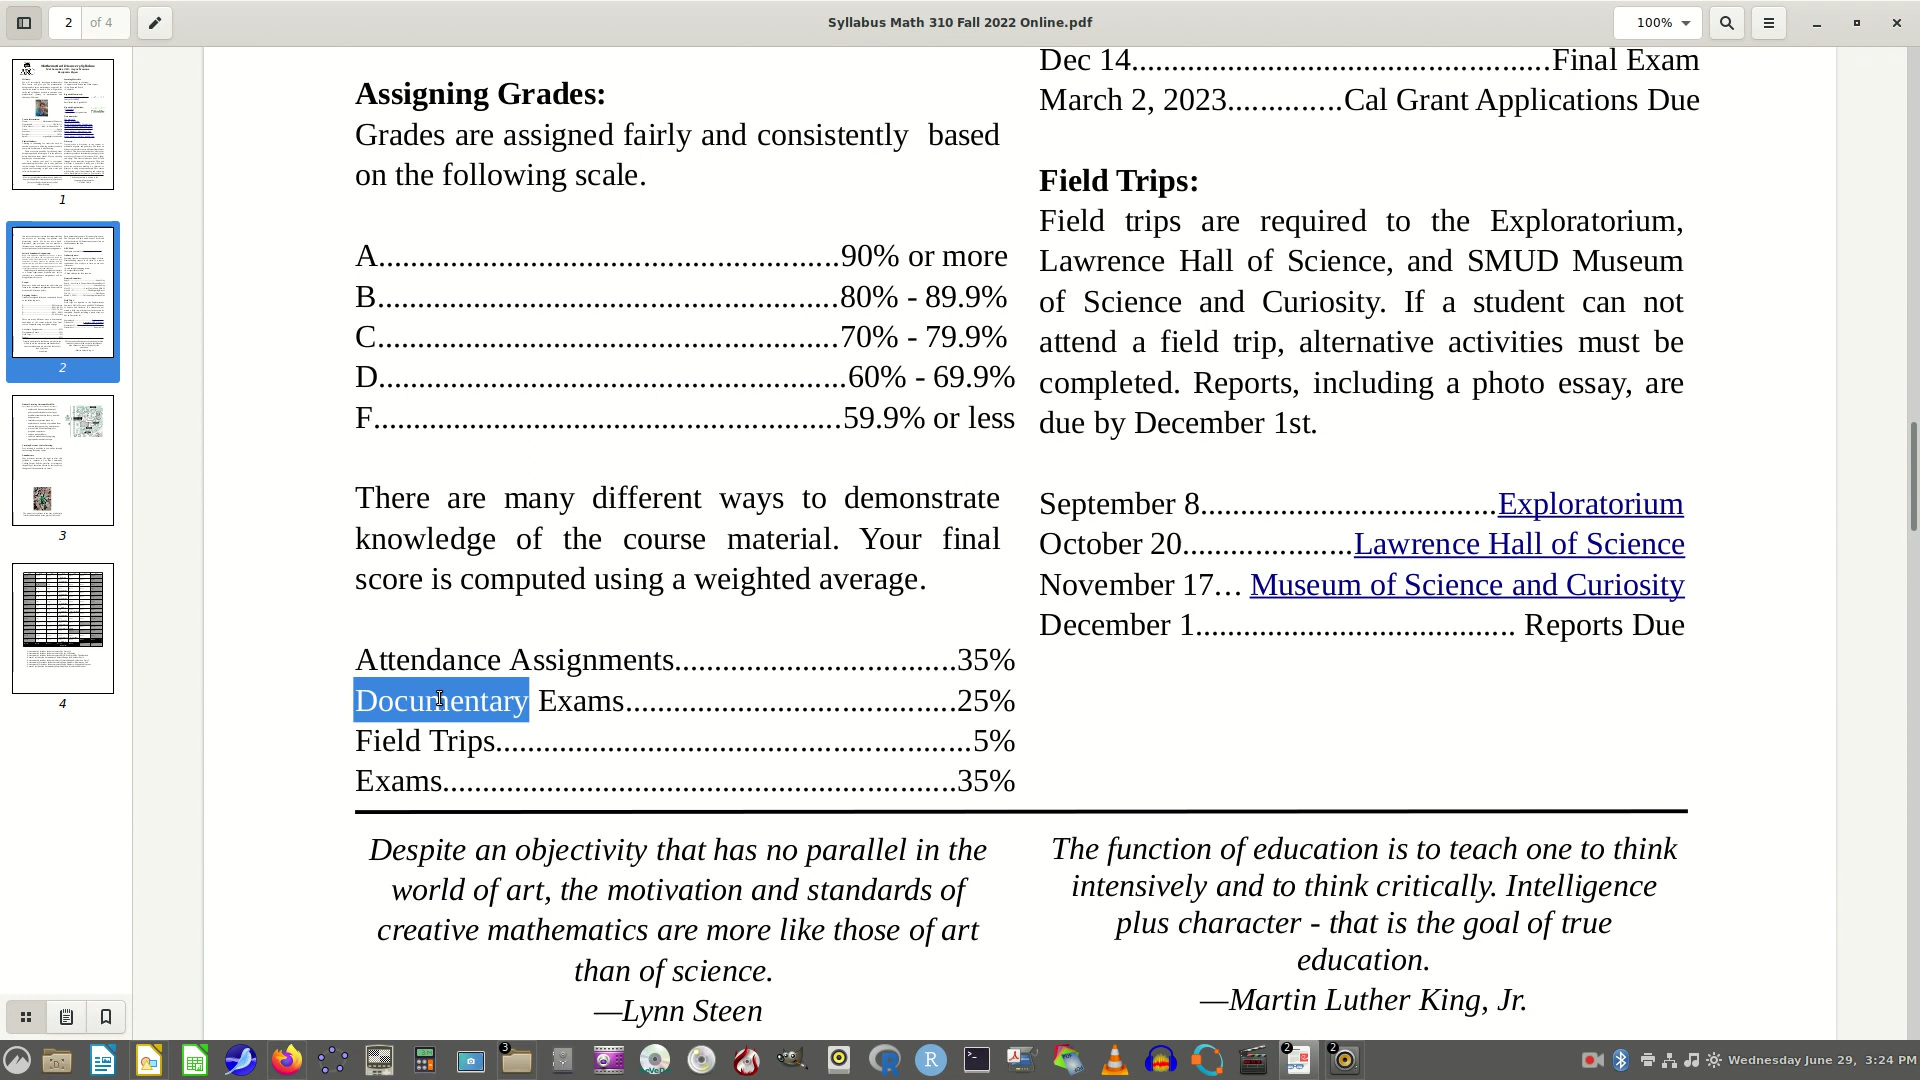 2 of 4
Syllabus Math 310 Fall 2022 Online.pdf
100%
1
2
3
4
Assigning Grades:
Grades are assigned fairly and consistently based
on the following scale.
A..........................................................90% or more
B..........................................................80% - 89.9%
C..........................................................70% - 79.9%
D...........................................................60% - 69.9%
F...........................................................59.9% or less
There are many different ways to demonstrate
knowledge of the course material. Your final
score is computed using a weighted average.
Attendance Assignments...................................35%
Documentary Exams..........................................25%
Field Trips............................................................5%
Exams.................................................................35%
Despite an objectivity that has no parallel in the
world of art, the motivation and standards of
creative mathematics are more like those of art
than of science.
—Lynn Steen
Dec 14.....................................................Final Exam
March 2, 2023..............Cal Grant Applications Due
Field Trips:
Field trips are required to the Exploratorium,
Lawrence Hall of Science, and SMUD Museum
of Science and Curiosity. If a student can not
attend a field trip, alternative activities must be
completed. Reports, including a photo essay, are
due by December 1st.
September 8.....................................Exploratorium
October 20.....................Lawrence Hall of Science
November 17… Museum of Science and Curiosity
December 1........................................ Reports Due
The function of education is to teach one to think
intensively and to think critically. Intelligence
plus character - that is the goal of true
education.
—Martin Luther King, Jr.
3
2
2
Wednesday June 29, 3:24 PM